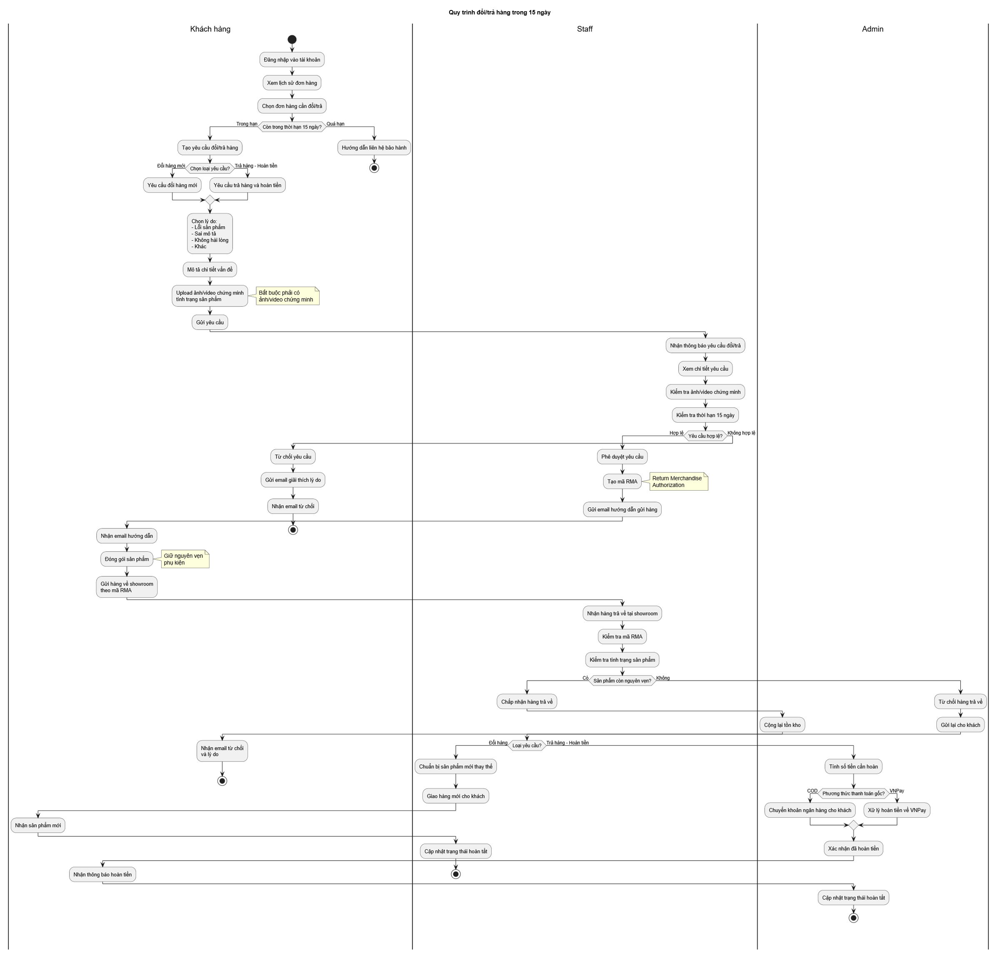 Quy trình đổi/trả hàng trong 15 ngày
Khách hàng
Staff
Admin
Đăng nhập vào tài khoản
Xem lịch sử đơn hàng
Chọn đơn hàng cần đổi/trả
Còn trong thời hạn 15 ngày?
Trong hạn
Quá hạn
Tạo yêu cầu đổi/trả hàng
Hướng dẫn liên hệ bảo hành
Chọn loại yêu cầu?
Đổi hàng mới
Trả hàng - Hoàn tiền
Yêu cầu đổi hàng mới
Yêu cầu trả hàng và hoàn tiền
Chọn lý do:
- Lỗi sản phẩm
- Sai mô tả
- Không hài lòng
- Khác
Mô tả chi tiết vấn đề
Upload ảnh/video chứng minh
tình trạng sản phẩm
Bắt buộc phải có
ảnh/video chứng minh
Gửi yêu cầu
Nhận thông báo yêu cầu đổi/trả
Xem chi tiết yêu cầu
Kiểm tra ảnh/video chứng minh
Kiểm tra thời hạn 15 ngày
Yêu cầu hợp lệ?
Hợp lệ
Không hợp lệ
Từ chối yêu cầu
Phê duyệt yêu cầu
Gửi email giải thích lý do
Tạo mã RMA
Return Merchandise
Authorization
Nhận email từ chối
Gửi email hướng dẫn gửi hàng
Nhận email hướng dẫn
Đóng gói sản phẩm
Giữ nguyên vẹn
phụ kiện
Gửi hàng về showroom
theo mã RMA
Nhận hàng trả về tại showroom
Kiểm tra mã RMA
Kiểm tra tình trạng sản phẩm
Sản phẩm còn nguyên vẹn?
Có
Không
Chấp nhận hàng trả về
Từ chối hàng trả về
Cộng lại tồn kho
Gửi lại cho khách
Nhận email từ chối
và lý do
Loại yêu cầu?
Đổi hàng
Trả hàng - Hoàn tiền
Chuẩn bị sản phẩm mới thay thế
Tính số tiền cần hoàn
Giao hàng mới cho khách
Phương thức thanh toán gốc?
COD
VNPay
Chuyển khoản ngân hàng cho khách
Xử lý hoàn tiền về VNPay
Nhận sản phẩm mới
Cập nhật trạng thái hoàn tất
Xác nhận đã hoàn tiền
Nhận thông báo hoàn tiền
Cập nhật trạng thái hoàn tất